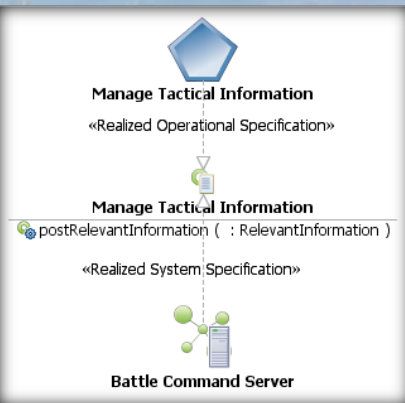 Manage Tactical Information
«Realized Operational Specification»
Manage Tactical Information
postRelevantInformation ( : RelevantInformation )
«Realized System Specification»
Battle Command Server